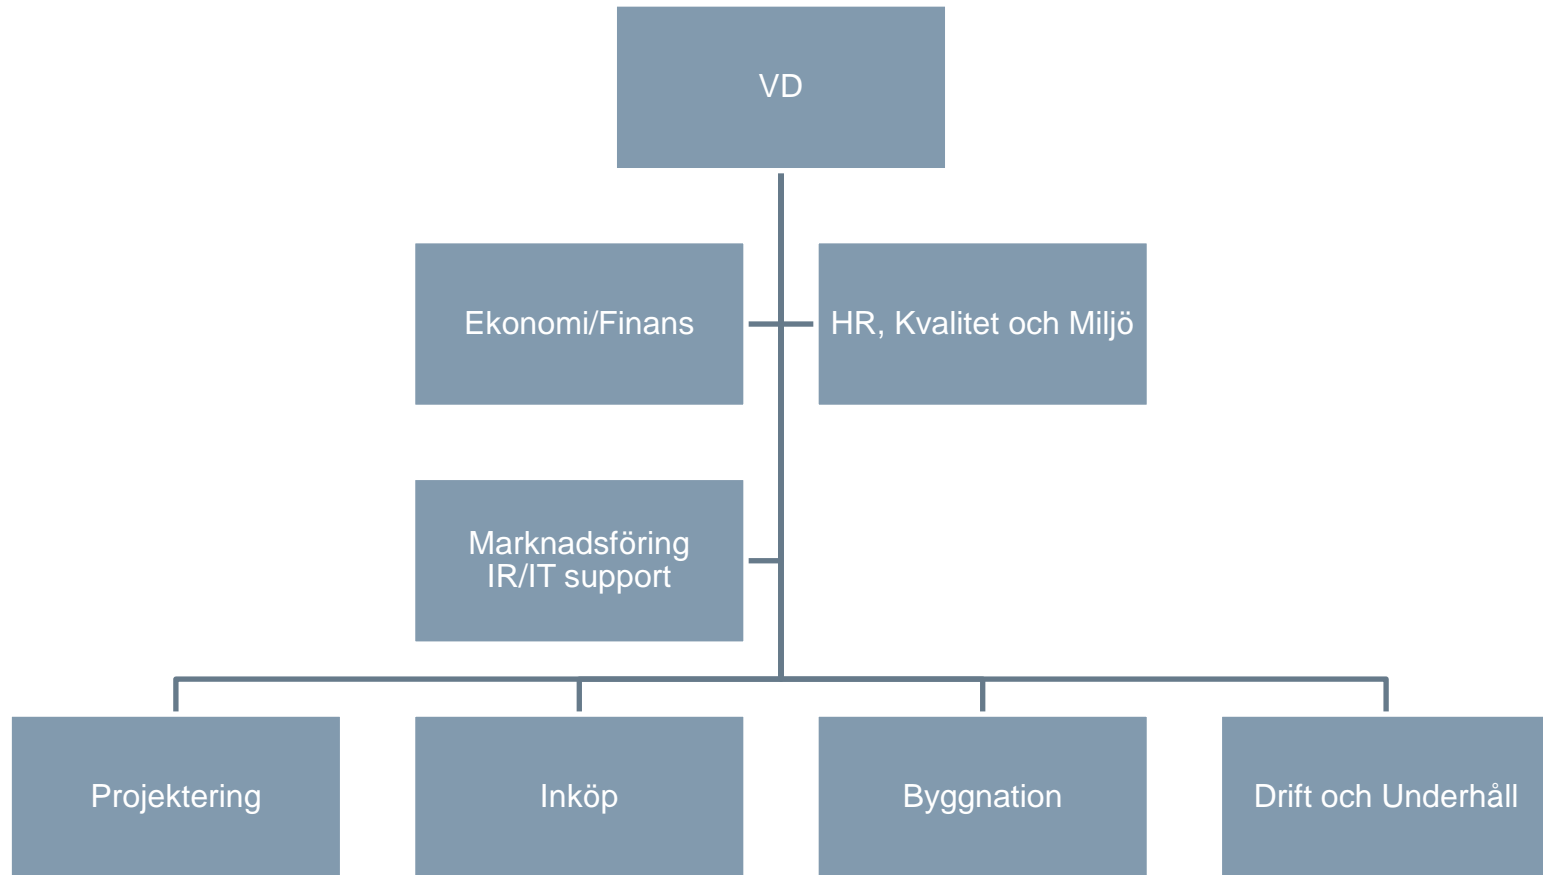 VD
Ekonomi/Finans
HR, Kvalitet och Miljö
Marknadsföring
IR/IT support
Projektering
Inköp
Byggnation
Drift och Underhåll